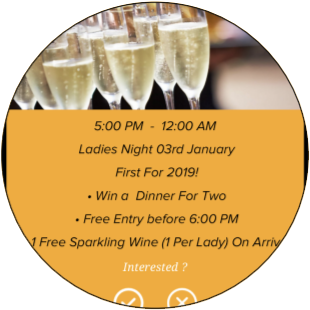 5:00 PM - 12:00 AM
Ladies Night 03rd January
First For 2019!
• Win a Dinner For Two
• Free Entry before 6:00 PM
1 Free Sparkling Wine (1 Per Lady) On Arriv
Interested ?